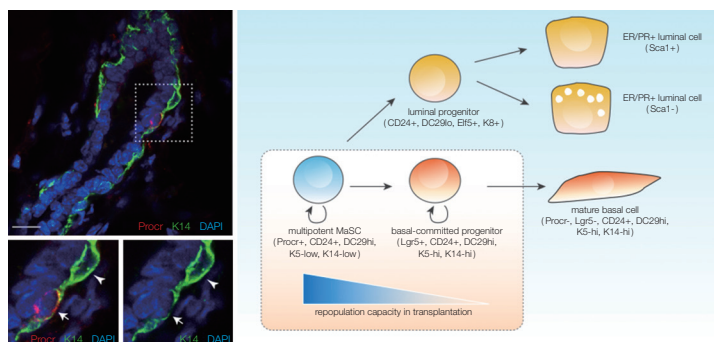 Procr K14 DAPI
Procr K14 DAPI
K14 DAPI
luminal progenitor
(CD24+, DC29lo, Elf5+, K8+)
ER/PR+ luminal cell
(Sca1+)
ER/PR+ luminal cell
(Sca1-)
multipotent MaSC
(Procr+, CD24+, DC29hi,
K5-low, K14-low)
basal-committed progenitor
(Lgr5+, CD24+, DC29hi,
K5-hi, K14-hi)
mature basal cell
(Procr-, Lgr5-, CD24+, DC29hi,
K5-hi, K14-hi)
repopulation capacity in transplantation